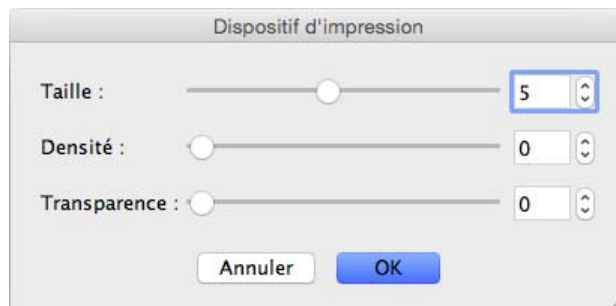 Dispositif d'impression
Taille : 5
Densité : 0
Transparence : 0
Annuler OK